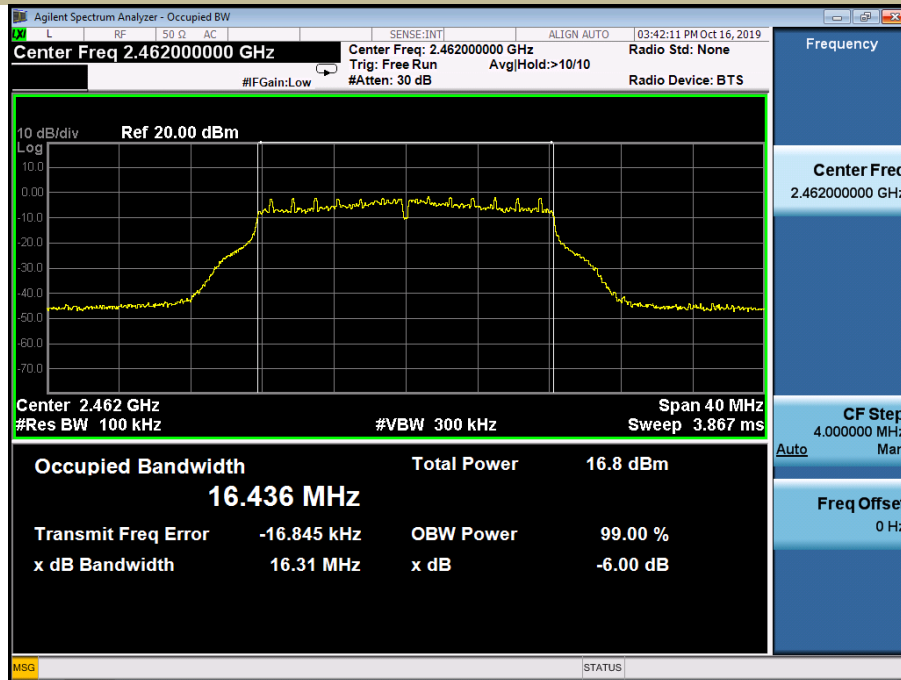 Agilent Spectrum Analyzer - Occupied BW
LXI L RF 50 Ω AC SENSE:INT ALIGN AUTO 03:42:11 PM Oct 16, 2019
Center Freq 2.462000000 GHz
Center Freq: 2.462000000 GHz
Radio Std: None
Trig: Free Run Avg|Hold:>10/10
#IFGain:Low
#Atten: 30 dB
Radio Device: BTS
10 dB/div Ref 20.00 dBm
Log
10.0
0.00
-10.0
-20.0
-30.0
-40.0
-50.0
-60.0
-70.0
Center 2.462 GHz Span 40 MHz
#Res BW 100 kHz #VBW 300 kHz Sweep 3.867 ms
Occupied Bandwidth Total Power 16.8 dBm
16.436 MHz
Transmit Freq Error -16.845 kHz OBW Power 99.00 %
x dB Bandwidth 16.31 MHz x dB -6.00 dB
MSG STATUS
Frequency
Center Freq
2.462000000 GHz
CF Step
4.000000 MHz
Auto Man
Freq Offset
0 Hz